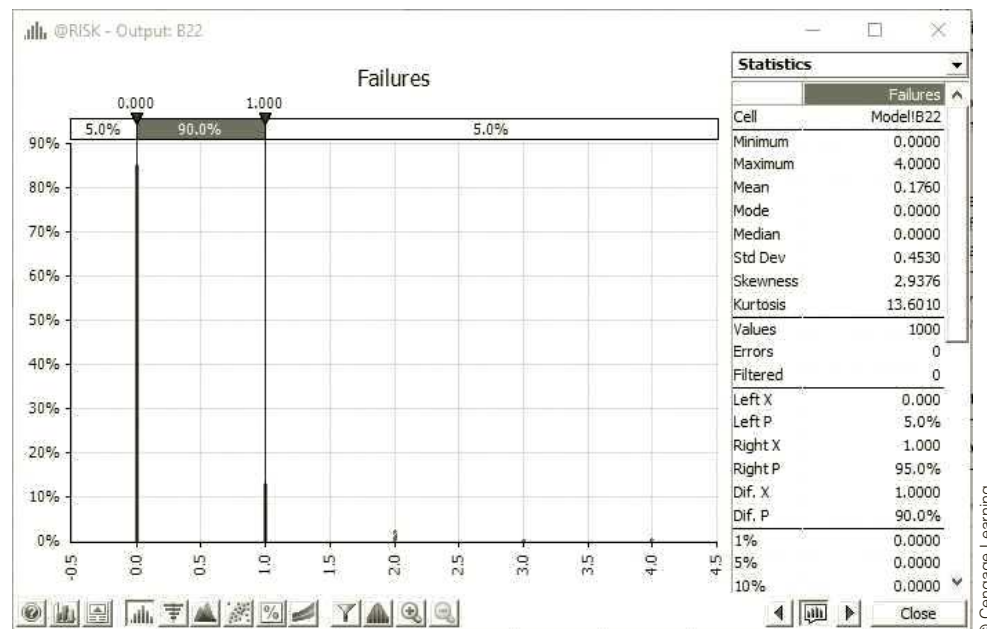 @RISK - Output: B22
Failures
0.000 1.000
5.0% 90.0% 5.0%
90%
80%
70%
60%
50%
40%
30%
20%
10%
0%
-0.5 0.0 0.5 1.0 1.5 2.0 2.5 3.0 3.5 4.0 4.5
Statistics
Failures
Cell Model!B22
Minimum 0.0000
Maximum 4.0000
Mean 0.1760
Mode 0.0000
Median 0.0000
Std Dev 0.4530
Skewness 2.9376
Kurtosis 13.6010
Values 1000
Errors 0
Filtered 0
Left X 0.000
Left P 5.0%
Right X 1.000
Right P 95.0%
Dif. X 1.0000
Dif. P 90.0%
1% 0.0000
5% 0.0000
10% 0.0000
Close
© Cengage Learning